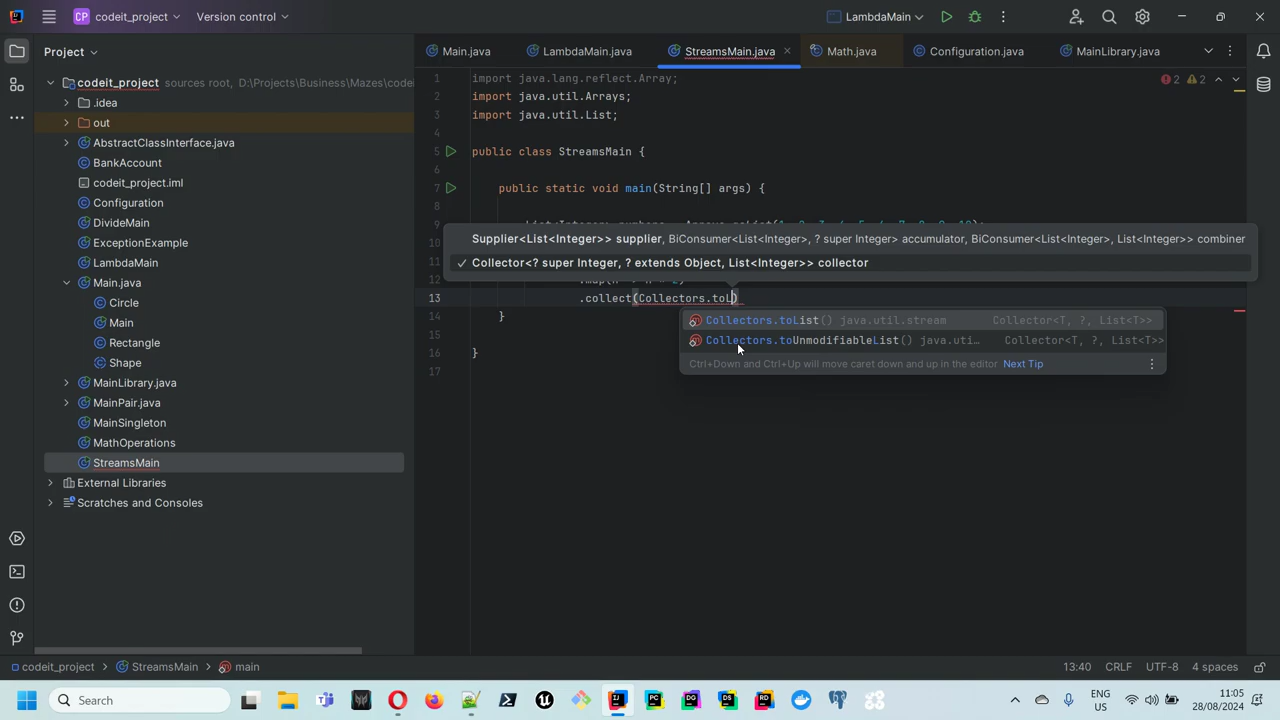 CP codeit_project Version control LambdaMain
Project
Main.java LambdaMain.java StreamsMain.java Math.java Configuration.java MainLibrary.java
codeit_project sources root, D:\Projects\Business\Mazes\codei
.idea
out
AbstractClassInterface.java
BankAccount
codeit_project.iml
Configuration
DivideMain
ExceptionExample
LambdaMain
Main.java
Circle
Main
Rectangle
Shape
MainLibrary.java
MainPair.java
MainSingleton
MathOperations
StreamsMain
External Libraries
Scratches and Consoles
2 2
1 import java.lang.reflect.Array;
2 import java.util.Arrays;
3 import java.util.List;
4
5 public class StreamsMain {
6
7 public static void main(String[] args) {
8
9
10 Supplier<List<Integer>> supplier, BiConsumer<List<Integer>, ? super Integer> accumulator, BiConsumer<List<Integer>, List<Integer>> combiner
11 Collector<? super Integer, ? extends Object, List<Integer>> collector
12
13 .collect(Collectors.toL)
14 }
15
16 }
17
Collectors.toList() java.util.stream Collector<T, ?, List<T>>
Collectors.toUnmodifiableList() java.uti... Collector<T, ?, List<T>>
Ctrl+Down and Ctrl+Up will move caret down and up in the editor Next Tip
codeit_project StreamsMain main 13:40 CRLF UTF-8 4 spaces
Search
ENG
US
11:05
28/08/2024